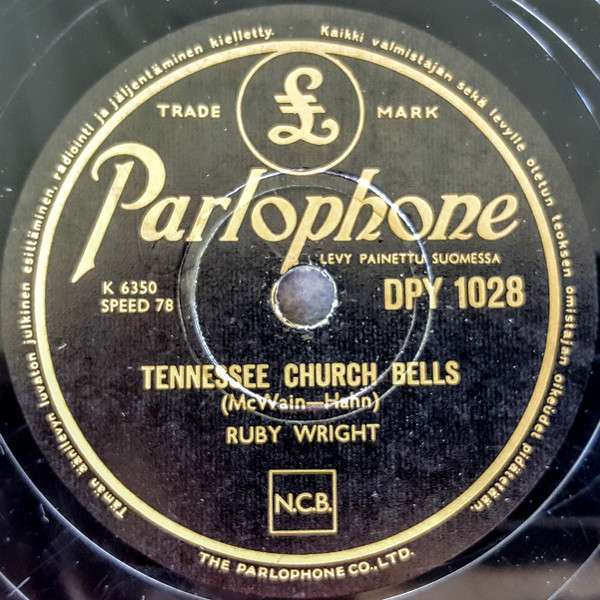 Kaikki valmistajan sekä levylle oletun teoksen omistajan oikeudet pidätetään.
Tämän äänilevyn luvaton julkinen esittäminen, radiointi ja jäljentäminen kielletty.
TRADE MARK
£
Parlophone
LEVY PAINETTU SUOMESSA
K 6350
SPEED 78
DPY 1028
TENNESSEE CHURCH BELLS
(McWain—Hahn)
RUBY WRIGHT
N.C.B.
THE PARLOPHONE CO., LTD.